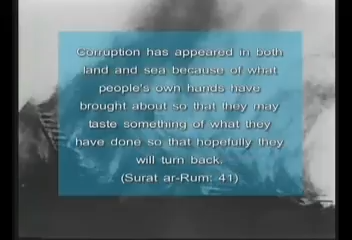 Corruption has appeared in both
land and sea because of what
people's own hands have
brought about so that they may
taste something of what they
have done so that hopefully they
will turn back.
(Surat ar-Rum: 41)